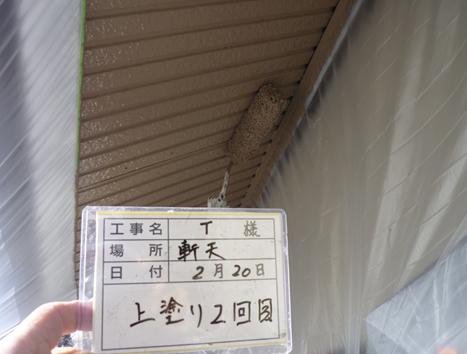 工事名 T 様
場所 軒天
日付 2月20日
上塗り2回目